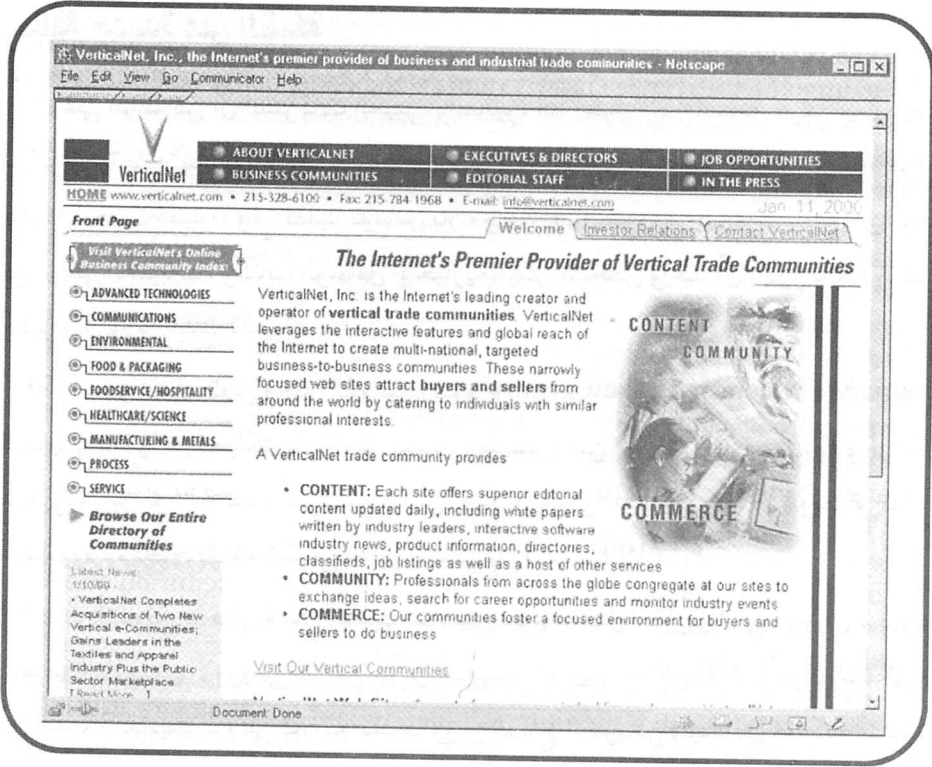 VerticalNet, Inc., the Internet's premier provider of business and industrial trade communities - Netscape
File Edit View Go Communicator Help
VerticalNet
ABOUT VERTICALNET
EXECUTIVES & DIRECTORS
JOB OPPORTUNITIES
BUSINESS COMMUNITIES
EDITORIAL STAFF
IN THE PRESS
HOME www.verticalnet.com • 215-328-6100 • Fax: 215-784-1968 • E-mail: info@verticalnet.com
Jan. 11, 2000
Front Page
Welcome
Investor Relations
Contact VerticalNet
Visit VerticalNet's Online
Business Community Index:
ADVANCED TECHNOLOGIES
COMMUNICATIONS
ENVIRONMENTAL
FOOD & PACKAGING
FOODSERVICE/HOSPITALITY
HEALTHCARE/SCIENCE
MANUFACTURING & METALS
PROCESS
SERVICE
Browse Our Entire
Directory of
Communities
Latest News:
1/10/99 -
• VerticalNet Completes
Acquisitions of Two New
Vertical e-Communities;
Gains Leaders in the
Textiles and Apparel
Industry Plus the Public
Sector Marketplace
[ Read More... ]
The Internet's Premier Provider of Vertical Trade Communities
VerticalNet, Inc. is the Internet's leading creator and
operator of vertical trade communities. VerticalNet
leverages the interactive features and global reach of
the Internet to create multi-national, targeted
business-to-business communities. These narrowly
focused web sites attract buyers and sellers from
around the world by catering to individuals with similar
professional interests.
CONTENT
COMMUNITY
COMMERCE
A VerticalNet trade community provides
• CONTENT: Each site offers superior editorial
content updated daily, including white papers
written by industry leaders, interactive software
industry news, product information, directories,
classifieds, job listings as well as a host of other services
• COMMUNITY: Professionals from across the globe congregate at our sites to
exchange ideas, search for career opportunities and monitor industry events
• COMMERCE: Our communities foster a focused environment for buyers and
sellers to do business
Visit Our Vertical Communities
Document: Done